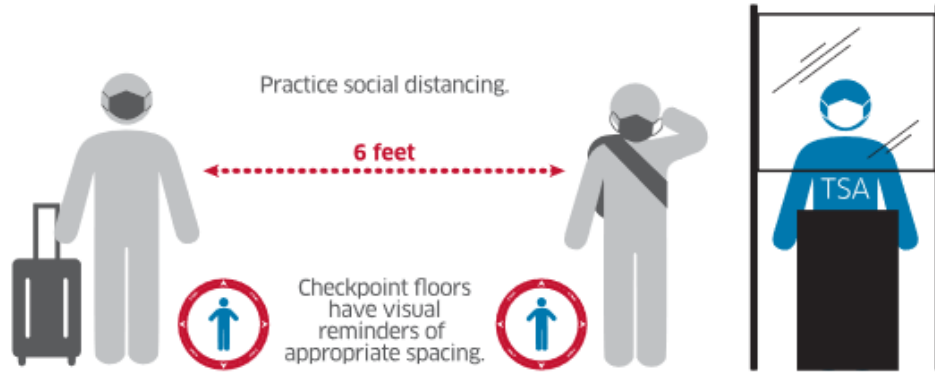 Practice social distancing.
6 feet
TSA
Checkpoint floors
have visual
reminders of
appropriate spacing.